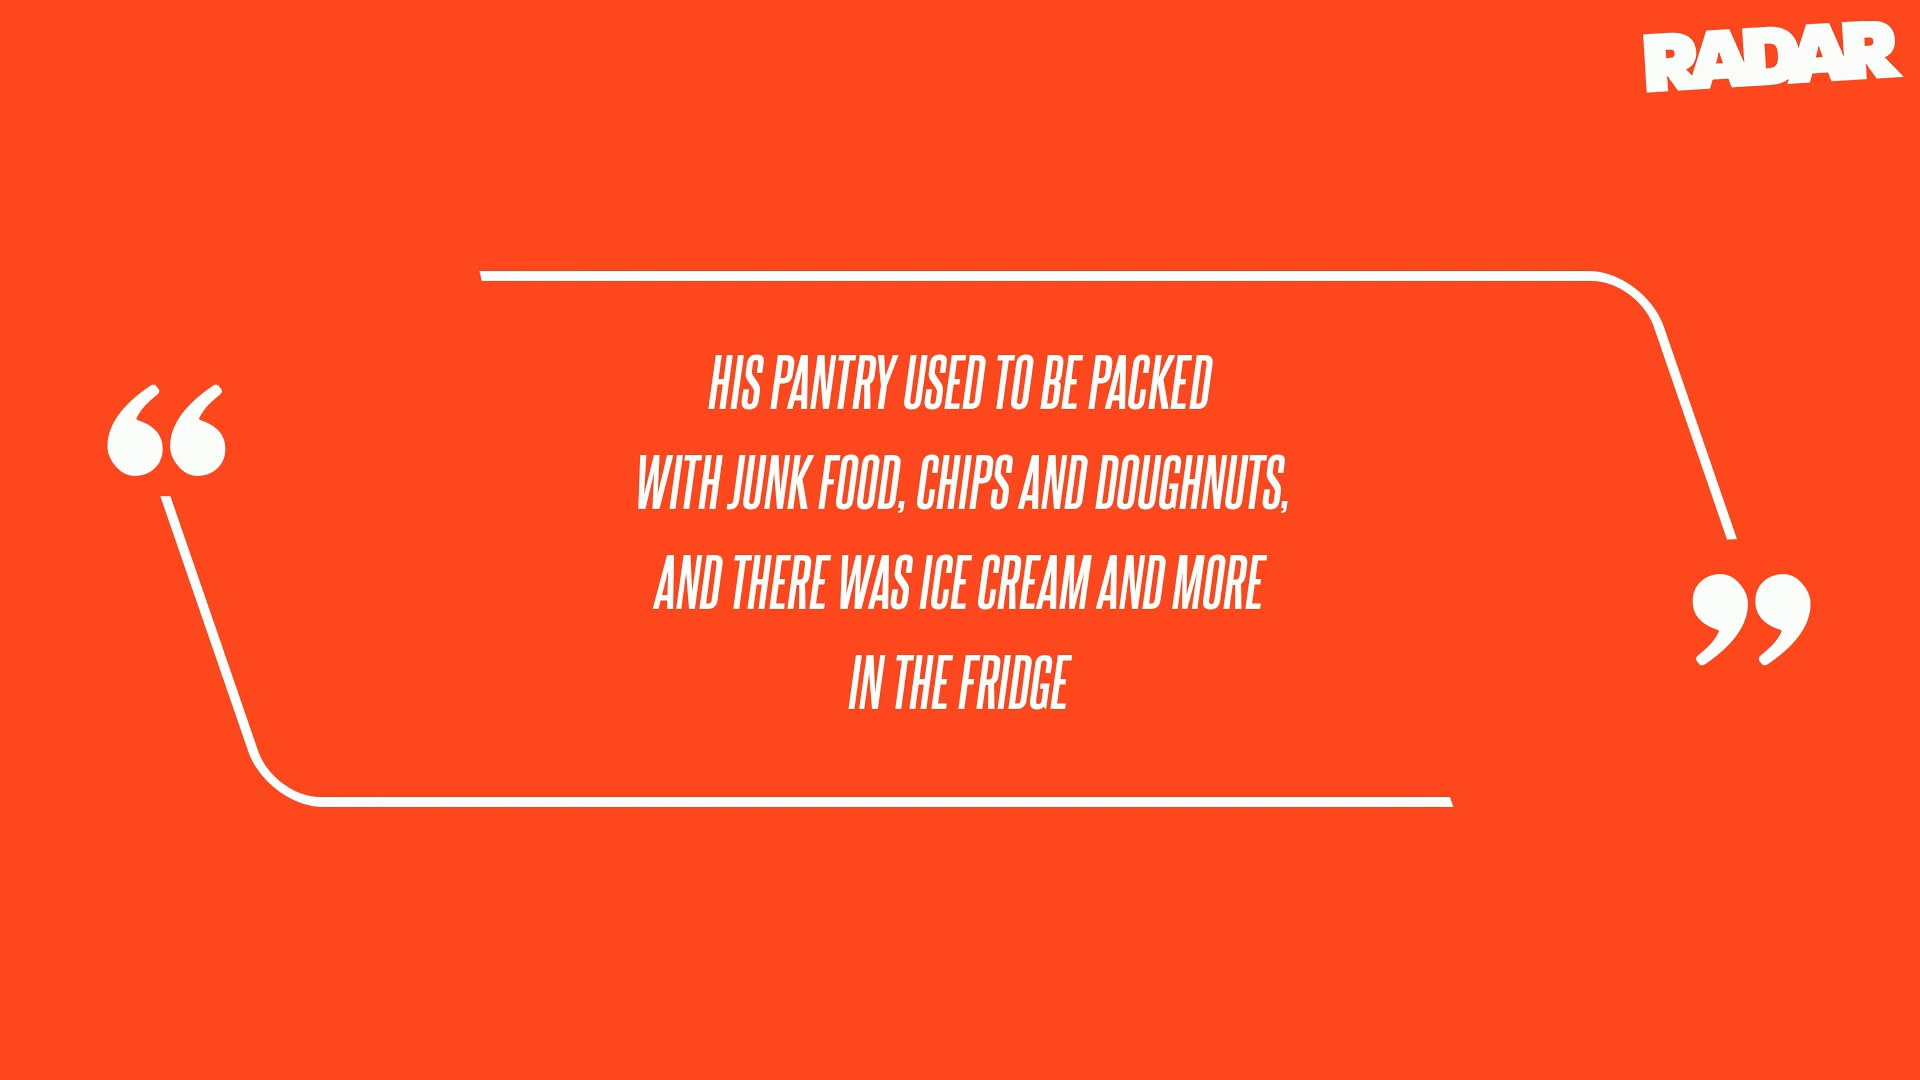 RADAR
“
HIS PANTRY USED TO BE PACKED
WITH JUNK FOOD, CHIPS AND DOUGHNUTS,
AND THERE WAS ICE CREAM AND MORE
IN THE FRIDGE
”